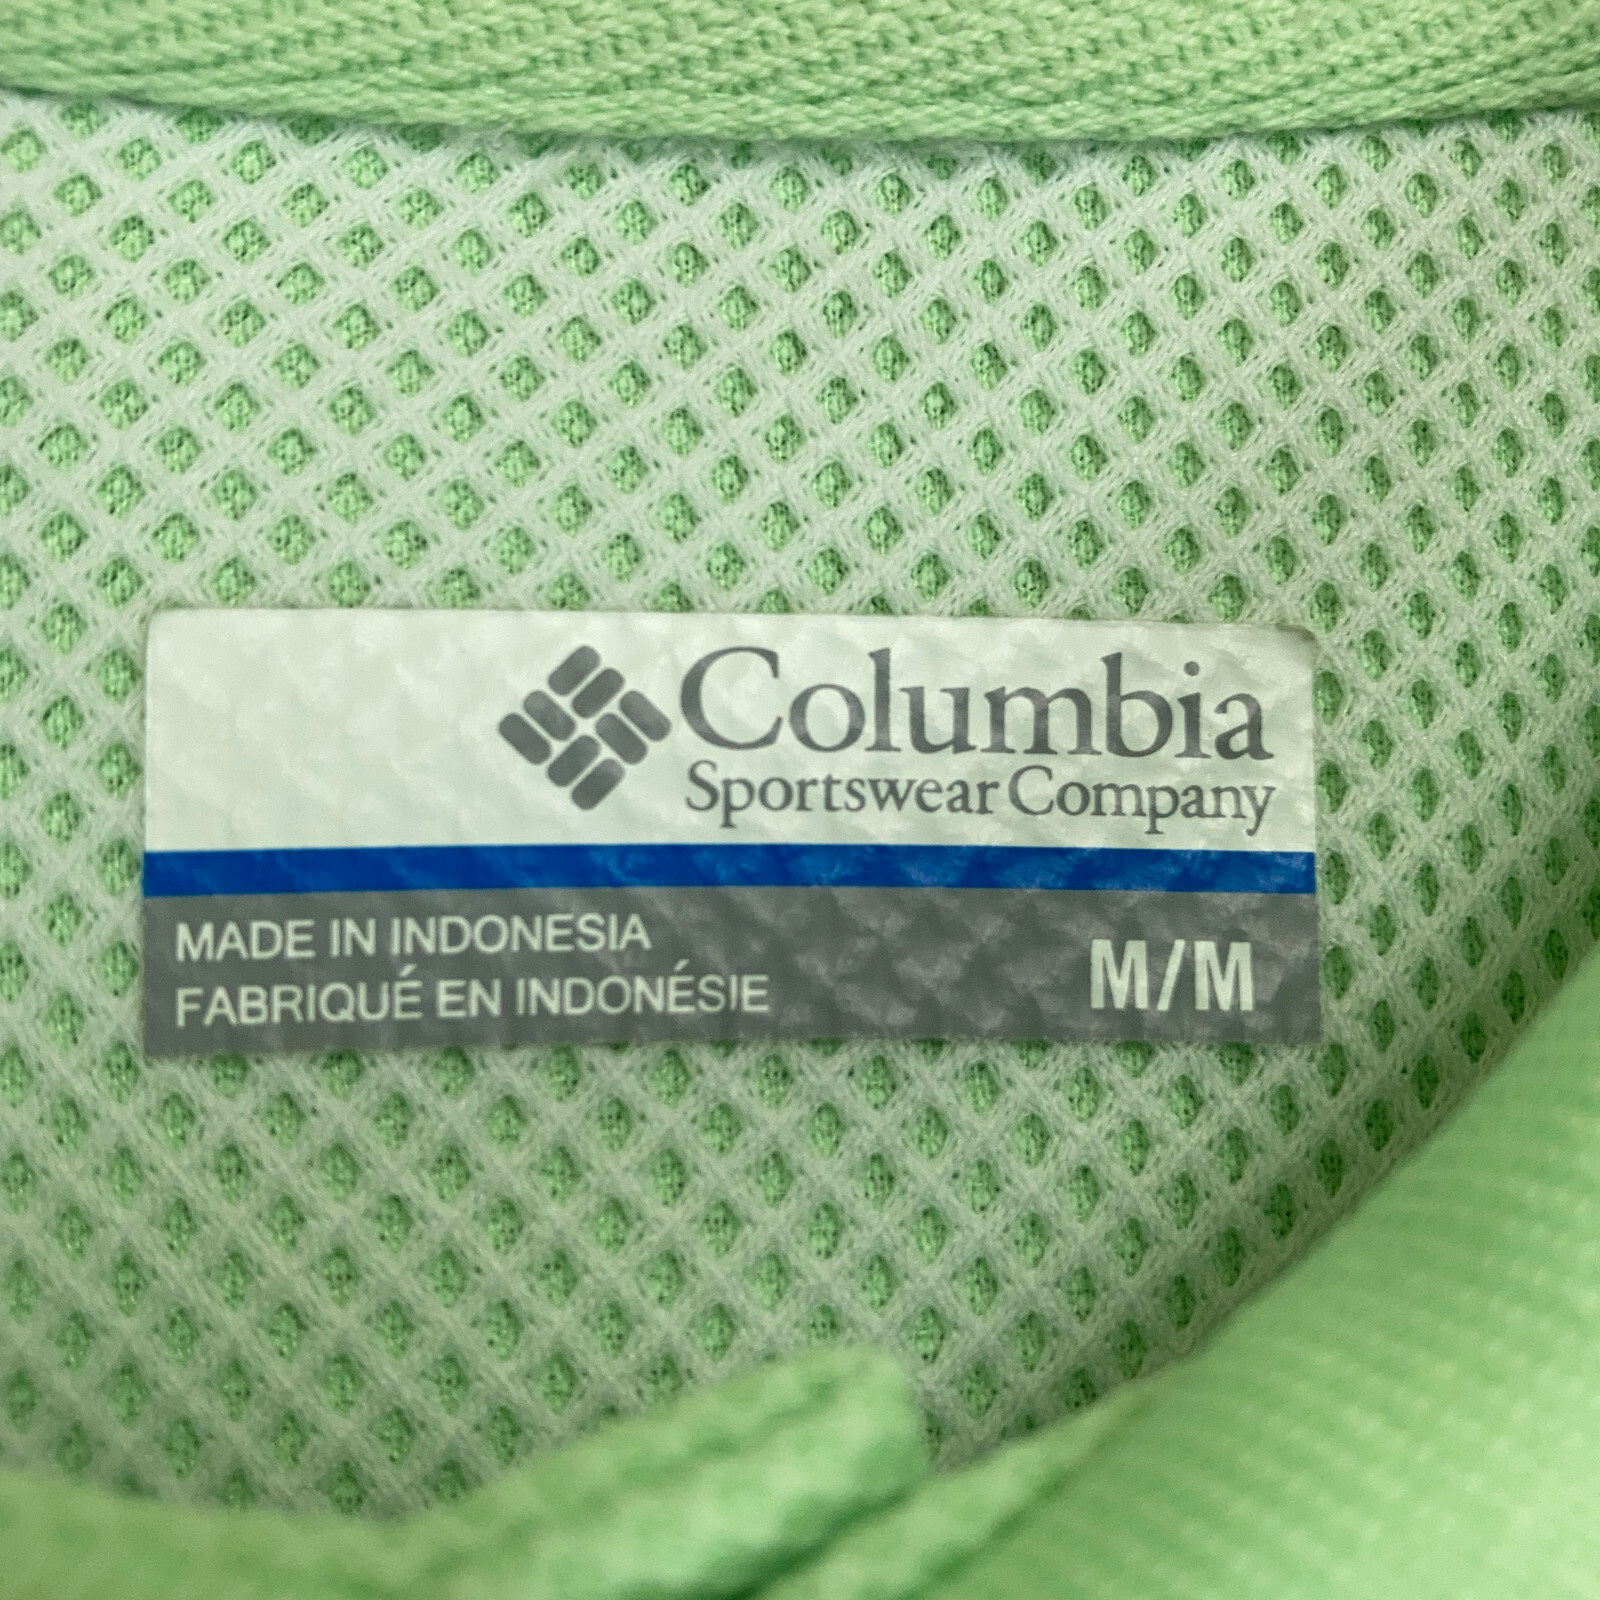 Columbia
Sportswear Company
MADE IN INDONESIA
FABRIQUÉ EN INDONÉSIE
M/M